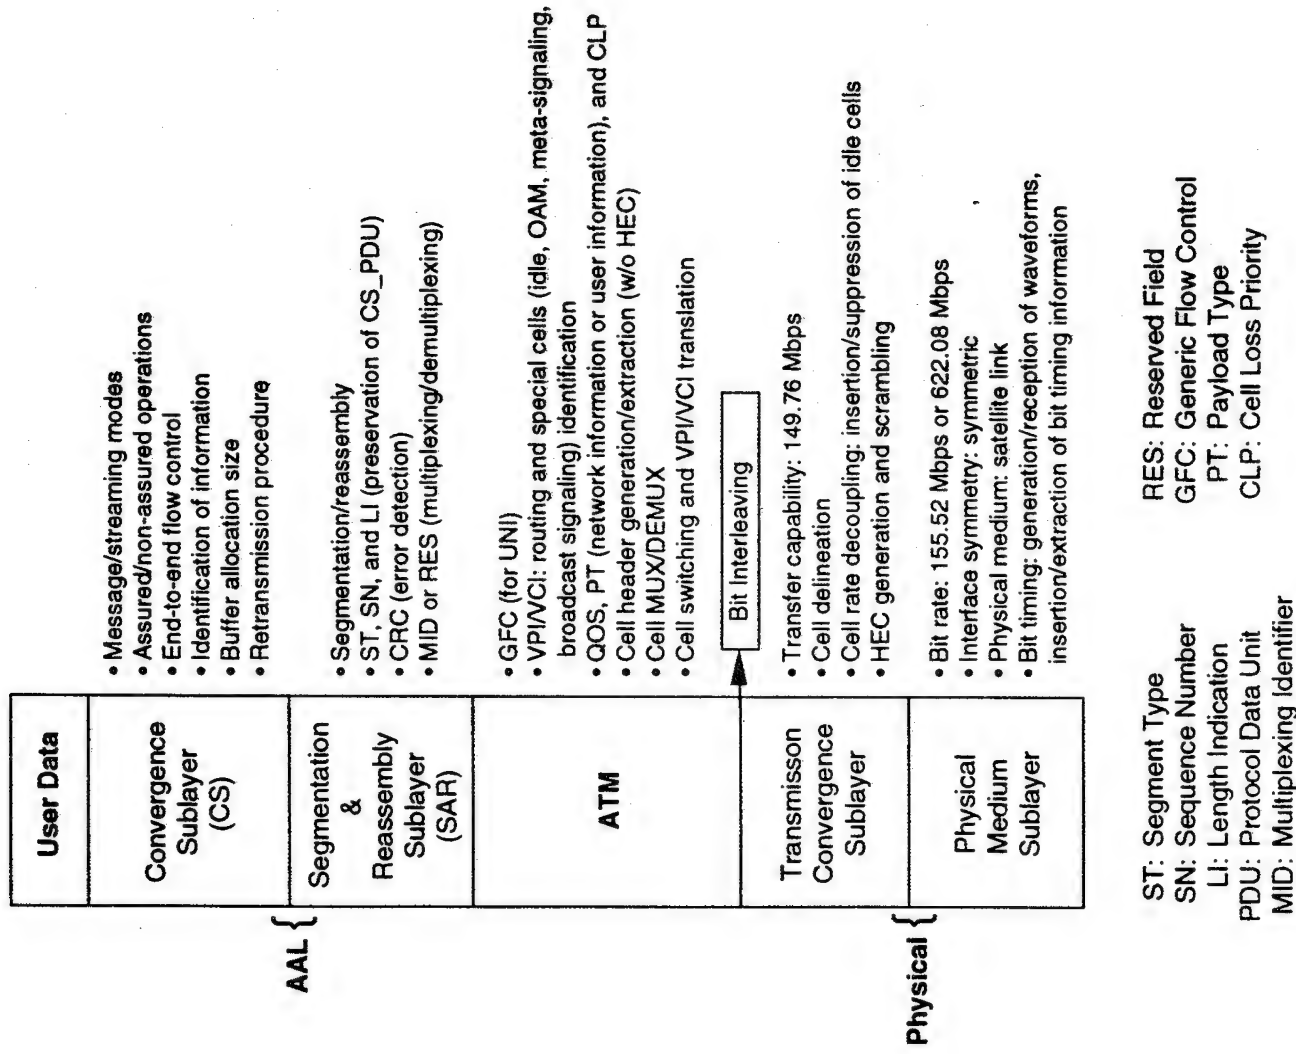 User Data
AAL {
Convergence
Sublayer
(CS)
• Message/streaming modes
• Assured/non-assured operations
• End-to-end flow control
• Identification of information
• Buffer allocation size
• Retransmission procedure
Segmentation
&
Reassembly
Sublayer
(SAR)
• Segmentation/reassembly
• ST, SN, and LI (preservation of CS_PDU)
• CRC (error detection)
• MID or RES (multiplexing/demultiplexing)
ATM
• GFC (for UNI)
• VPI/VCI: routing and special cells (idle, OAM, meta-signaling,
broadcast signaling) identification
• QOS, PT (network information or user information), and CLP
• Cell header generation/extraction (w/o HEC)
• Cell MUX/DEMUX
• Cell switching and VPI/VCI translation
Bit Interleaving
Physical {
Transmisson
Convergence
Sublayer
• Transfer capability: 149.76 Mbps
• Cell delineation
• Cell rate decoupling: insertion/suppression of idle cells
• HEC generation and scrambling
Physical
Medium
Sublayer
• Bit rate: 155.52 Mbps or 622.08 Mbps
• Interface symmetry: symmetric
• Physical medium: satellite link
• Bit timing: generation/reception of waveforms,
insertion/extraction of bit timing information
ST: Segment Type
SN: Sequence Number
LI: Length Indication
PDU: Protocol Data Unit
MID: Multiplexing Identifier
RES: Reserved Field
GFC: Generic Flow Control
PT: Payload Type
CLP: Cell Loss Priority